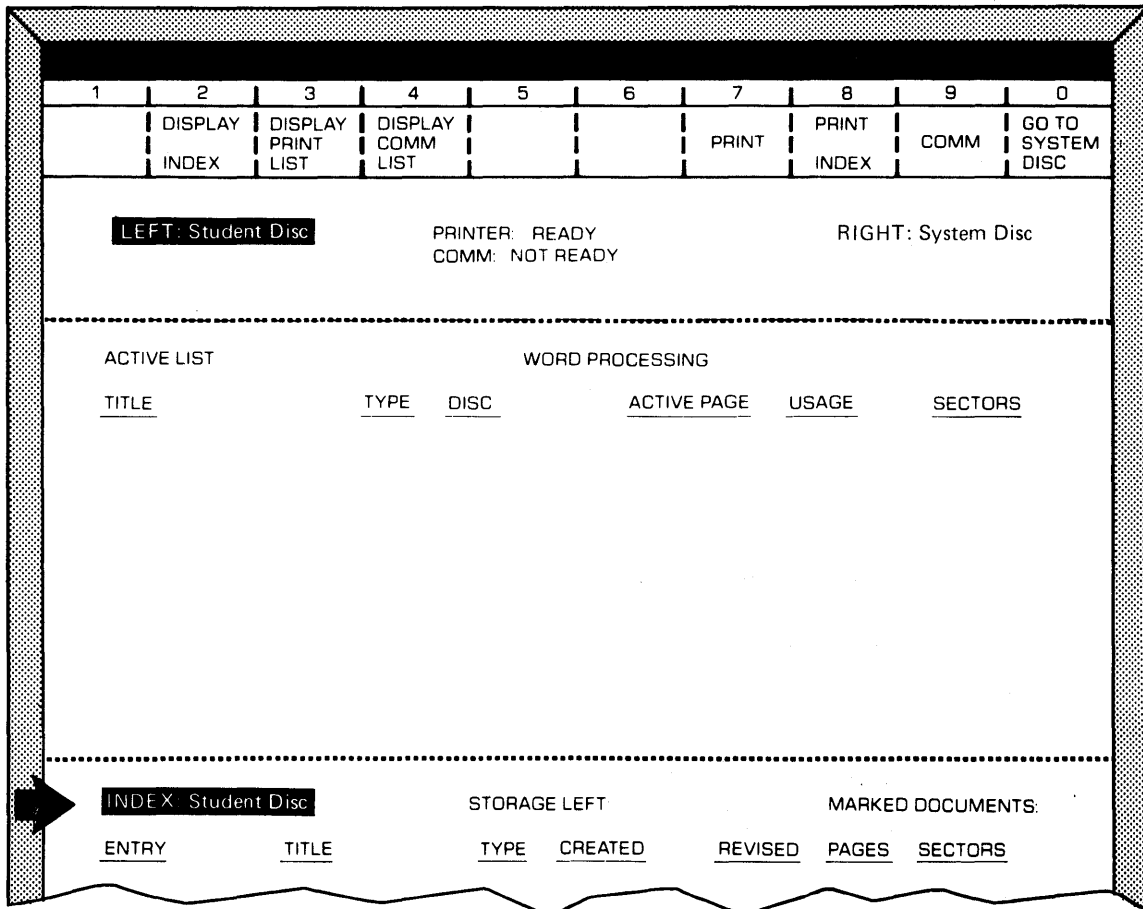 1 2 3 4 5 6 7 8 9 0
DISPLAY DISPLAY DISPLAY PRINT GO TO
PRINT COMM PRINT COMM SYSTEM
INDEX LIST LIST INDEX DISC
LEFT: Student Disc PRINTER: READY RIGHT: System Disc
COMM: NOT READY
ACTIVE LIST WORD PROCESSING
TITLE TYPE DISC ACTIVE PAGE USAGE SECTORS
INDEX: Student Disc STORAGE LEFT: MARKED DOCUMENTS:
ENTRY TITLE TYPE CREATED REVISED PAGES SECTORS